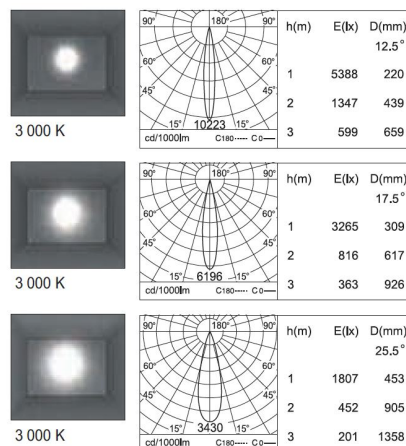 90° 180° 90°
60° 60°
45° 45°
15° 10223 15°
cd/1000lm C180----- C0—
h(m) E(lx) D(mm)
12.5°
1 5388 220
2 1347 439
3 599 659
3 000 K
90° 180° 90°
60° 60°
45° 45°
15° 6196 15°
cd/1000lm C180----- C0—
h(m) E(lx) D(mm)
17.5°
1 3265 309
2 816 617
3 363 926
3 000 K
90° 180° 90°
60° 60°
45° 45°
15° 3430 15°
cd/1000lm C180----- C0—
h(m) E(lx) D(mm)
25.5°
1 1807 453
2 452 905
3 201 1358
3 000 K